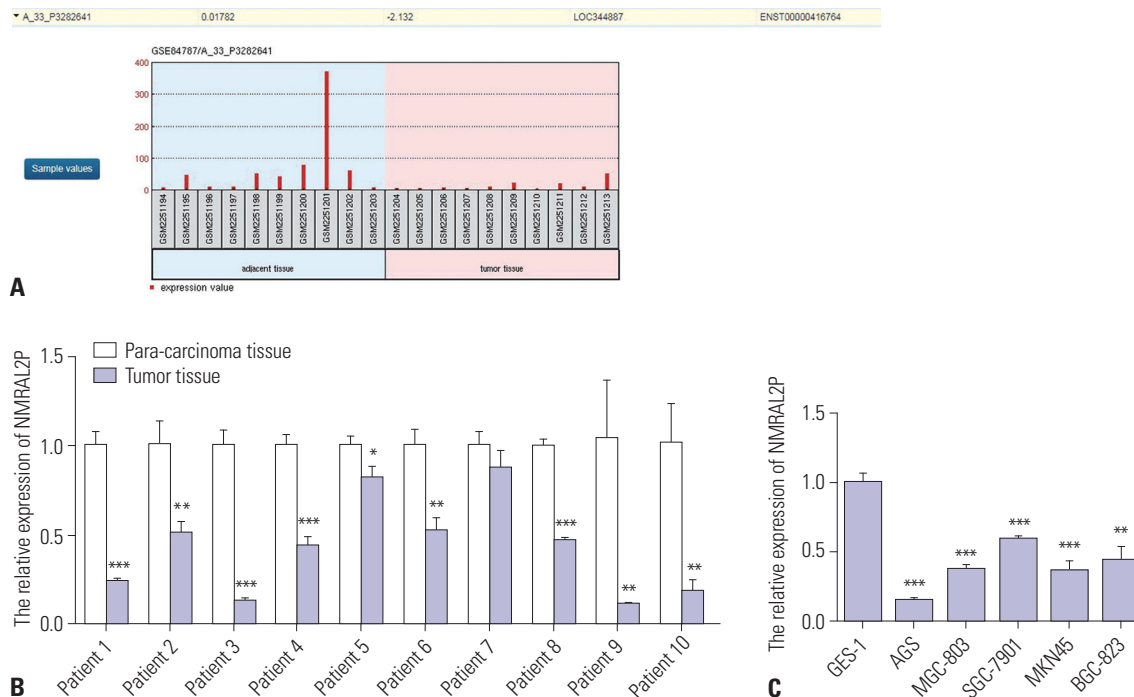 A_33_P3282641 0.01782 -2.132 LOC344887 ENST00000416764
GSE84787/A_33_P3282641
400
300
200
100
0
Sample values
GSM2251194 GSM2251195 GSM2251196 GSM2251197 GSM2251198 GSM2251199 GSM2251200 GSM2251201 GSM2251202 GSM2251203 GSM2251204 GSM2251205 GSM2251206 GSM2251207 GSM2251208 GSM2251209 GSM2251210 GSM2251211 GSM2251212 GSM2251213
adjacent tissue tumor tissue
expression value
A
The relative expression of NMRAL2P
1.5
1.0
0.5
0.0
Para-carcinoma tissue
Tumor tissue
***
**
***
***
*
**
***
**
**
Patient 1 Patient 2 Patient 3 Patient 4 Patient 5 Patient 6 Patient 7 Patient 8 Patient 9 Patient 10
B
The relative expression of NMRAL2P
1.5
1.0
0.5
0.0
***
***
***
***
**
GES-1 AGS MGC-803 SGC-7901 MKN45 BGC-823
C